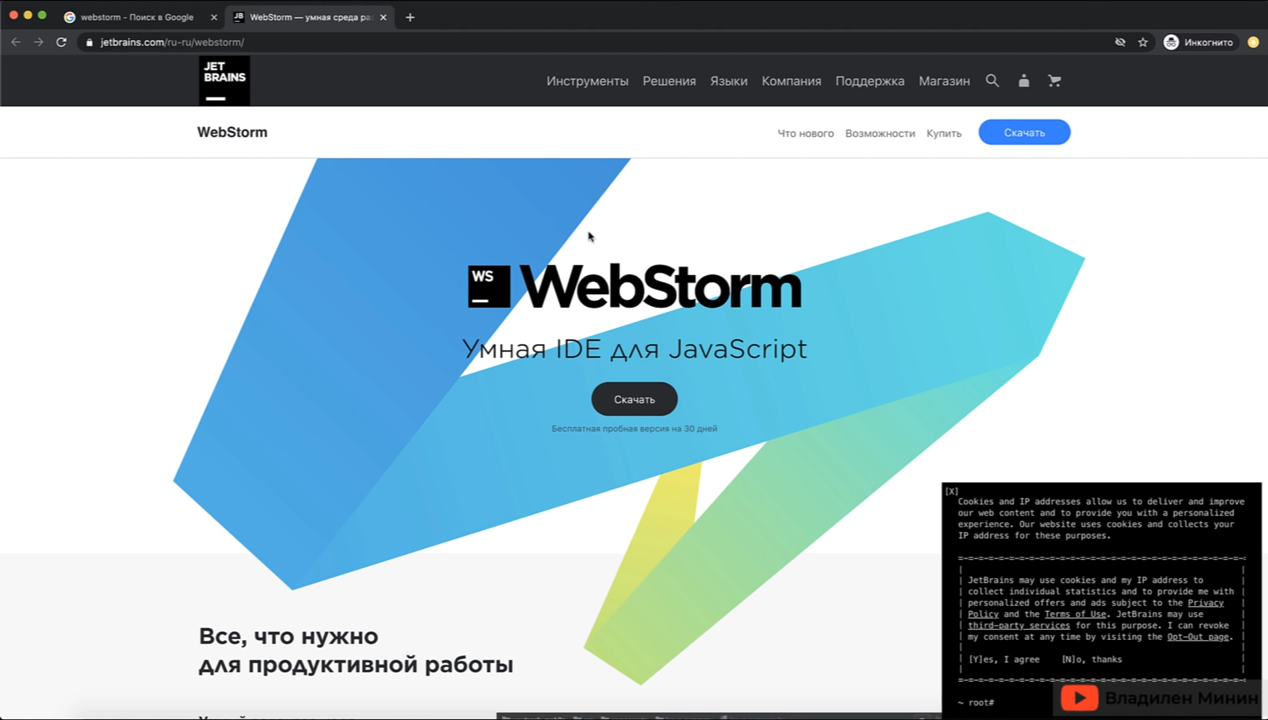 webstorm - Поиск в Google
WebStorm — умная среда ра
jetbrains.com/ru-ru/webstorm/
Инкогнито
JET
BRAINS
Инструменты Решения Языки Компания Поддержка Магазин
WebStorm
Что нового Возможности Купить Скачать
WS WebStorm
Умная IDE для JavaScript
Скачать
Бесплатная пробная версия на 30 дней
Все, что нужно
для продуктивной работы
[X]
Cookies and IP addresses allow us to deliver and improve
our web content and to provide you with a personalized
experience. Our website uses cookies and collects your
IP address for these purposes.
JetBrains may use cookies and my IP address to
collect individual statistics and to provide me with
personalized offers and ads subject to the Privacy
Policy and the Terms of Use. JetBrains may use
third-party services for this purpose. I can revoke
my consent at any time by visiting the Opt-Out page.
[Y]es, I agree [N]o, thanks
~ root#
Владилен Минин